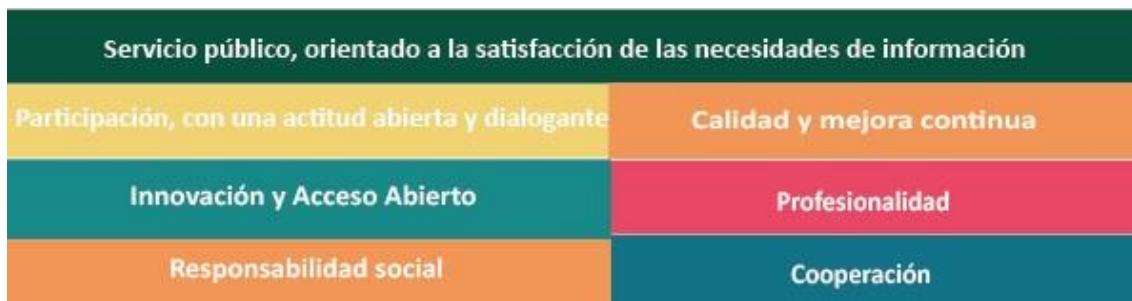 Servicio público, orientado a la satisfacción de las necesidades de información
Participación, con una actitud abierta y dialogante
Calidad y mejora continua
Innovación y Acceso Abierto
Profesionalidad
Responsabilidad social
Cooperación